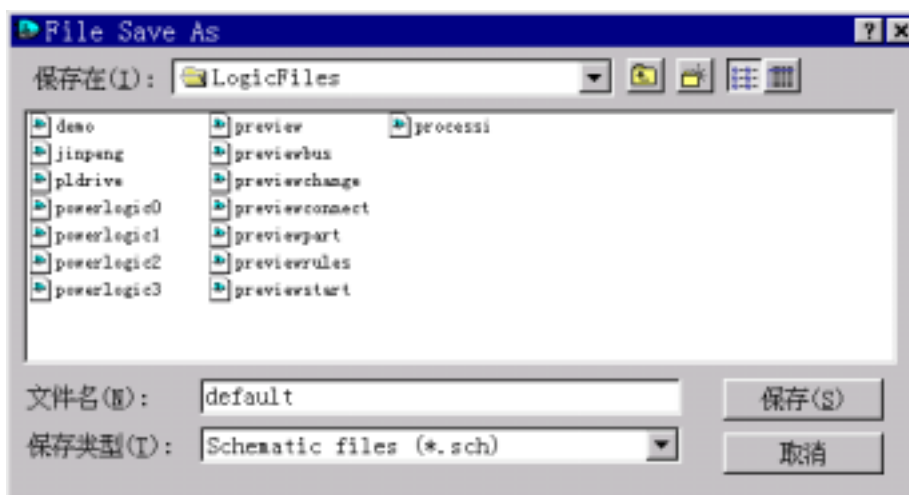 File Save As
保存在(I): LogicFiles
demo preview processi
jinpeng previewbus
pldrive previewchange
powerlogic0 previewconnect
powerlogic1 previewpart
powerlogic2 previewrules
powerlogic3 previewstart
文件名(N): default 保存(S)
保存类型(T): Schematic files (*.sch) 取消